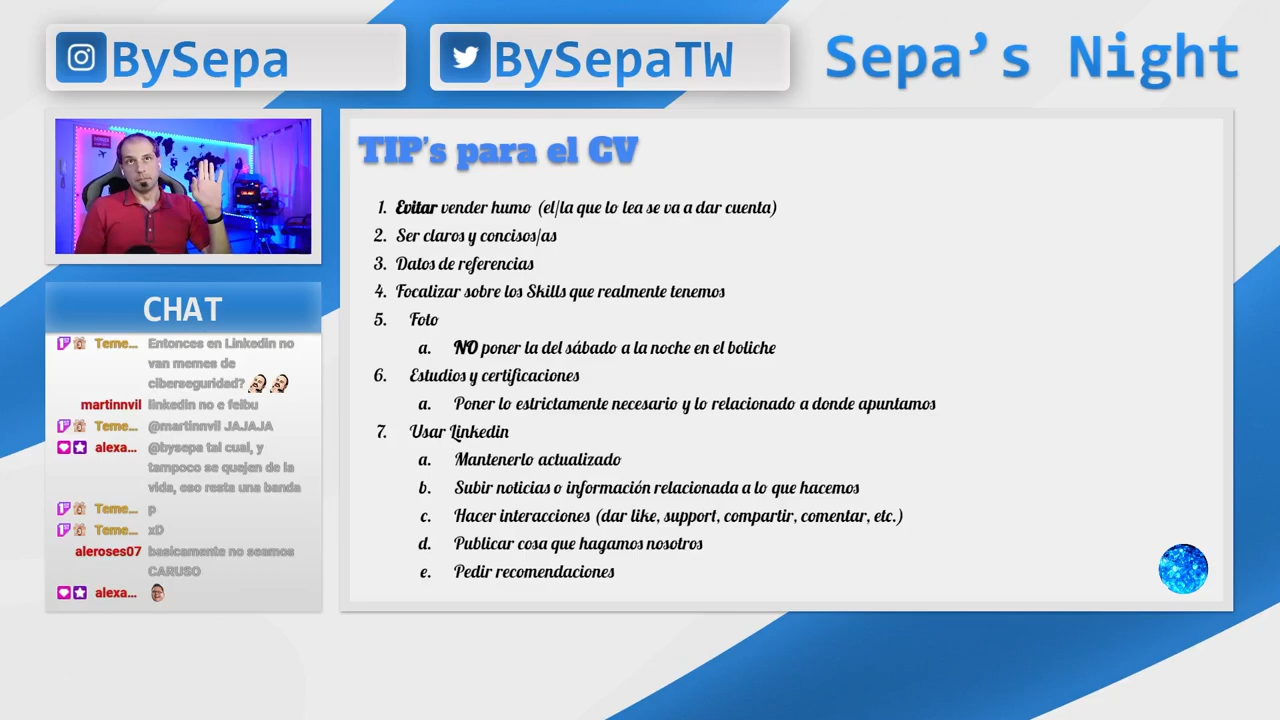 BySepa
BySepaTW
Sepa's Night
TIP's para el CV
1. Evitar vender humo (el/la que lo lea se va a dar cuenta)
2. Ser claros y concisos/as
3. Datos de referencias
4. Focalizar sobre los Skills que realmente tenemos
5. Foto
a. NO poner la del sábado a la noche en el boliche
6. Estudios y certificaciones
a. Poner lo estrictamente necesario y lo relacionado a donde apuntamos
7. Usar Linkedin
a. Mantenerlo actualizado
b. Subir noticias o información relacionada a lo que hacemos
c. Hacer interacciones (dar like, support, compartir, comentar, etc.)
d. Publicar cosa que hagamos nosotros
e. Pedir recomendaciones
CHAT
Teme... Entonces en Linkedin no
van memes de
ciberseguridad?
martinnvil linkedin no e feibu
Teme... @martinnvil JAJAJA
alexa... @bysepa tal cual, y
tampoco se quejen de la
vida, eso resta una banda
Teme... p
Teme... xD
aleroses07 basicamente no seamos
CARUSO
alexa...